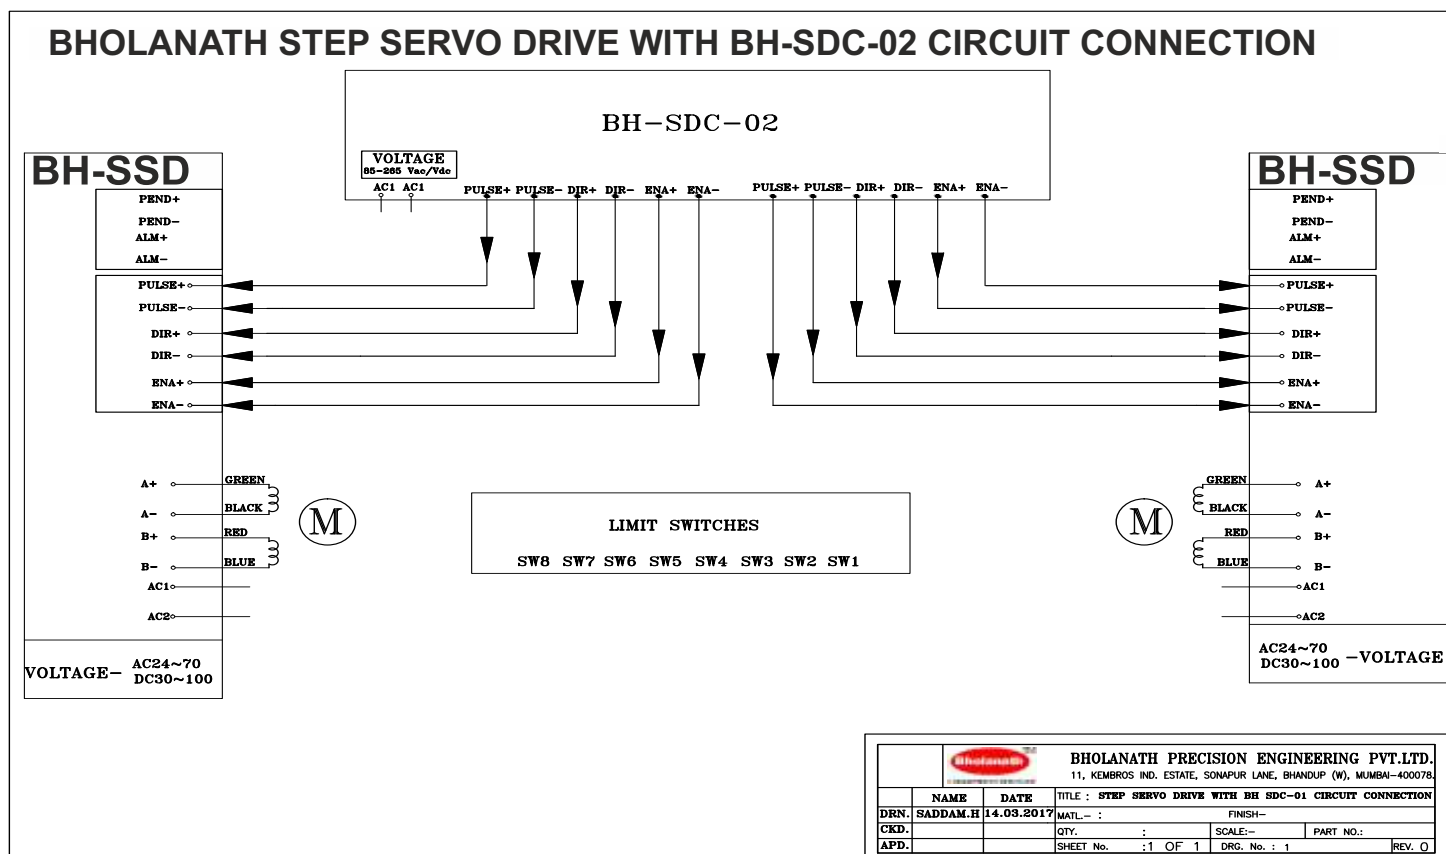 BHOLANATH STEP SERVO DRIVE WITH BH-SDC-02 CIRCUIT CONNECTION
BH-SDC-02
VOLTAGE
85-265 Vac/Vdc
AC1 AC1
PULSE+ PULSE- DIR+ DIR- ENA+ ENA-
PULSE+ PULSE- DIR+ DIR- ENA+ ENA-
BH-SSD
PEND+
PEND-
ALM+
ALM-
PULSE+
PULSE-
DIR+
DIR-
ENA+
ENA-
A+ GREEN
A- BLACK
B+ RED
B- BLUE
M
AC1
AC2
VOLTAGE- AC24~70
DC30~100
LIMIT SWITCHES
SW8 SW7 SW6 SW5 SW4 SW3 SW2 SW1
BH-SSD
PEND+
PEND-
ALM+
ALM-
PULSE+
PULSE-
DIR+
DIR-
ENA+
ENA-
GREEN A+
BLACK A-
RED B+
BLUE B-
M
AC1
AC2
AC24~70
DC30~100 -VOLTAGE
Bholanath
BHOLANATH PRECISION ENGINEERING PVT.LTD.
11, KEMBROS IND. ESTATE, SONAPUR LANE, BHANDUP (W), MUMBAI-400078.
NAME DATE TITLE : STEP SERVO DRIVE WITH BH SDC-01 CIRCUIT CONNECTION
DRN. SADDAM.H 14.03.2017 MATL.- : FINISH-
CKD. QTY. : SCALE:- PART NO.:
APD. SHEET No. :1 OF 1 DRG. No. : 1 REV. 0